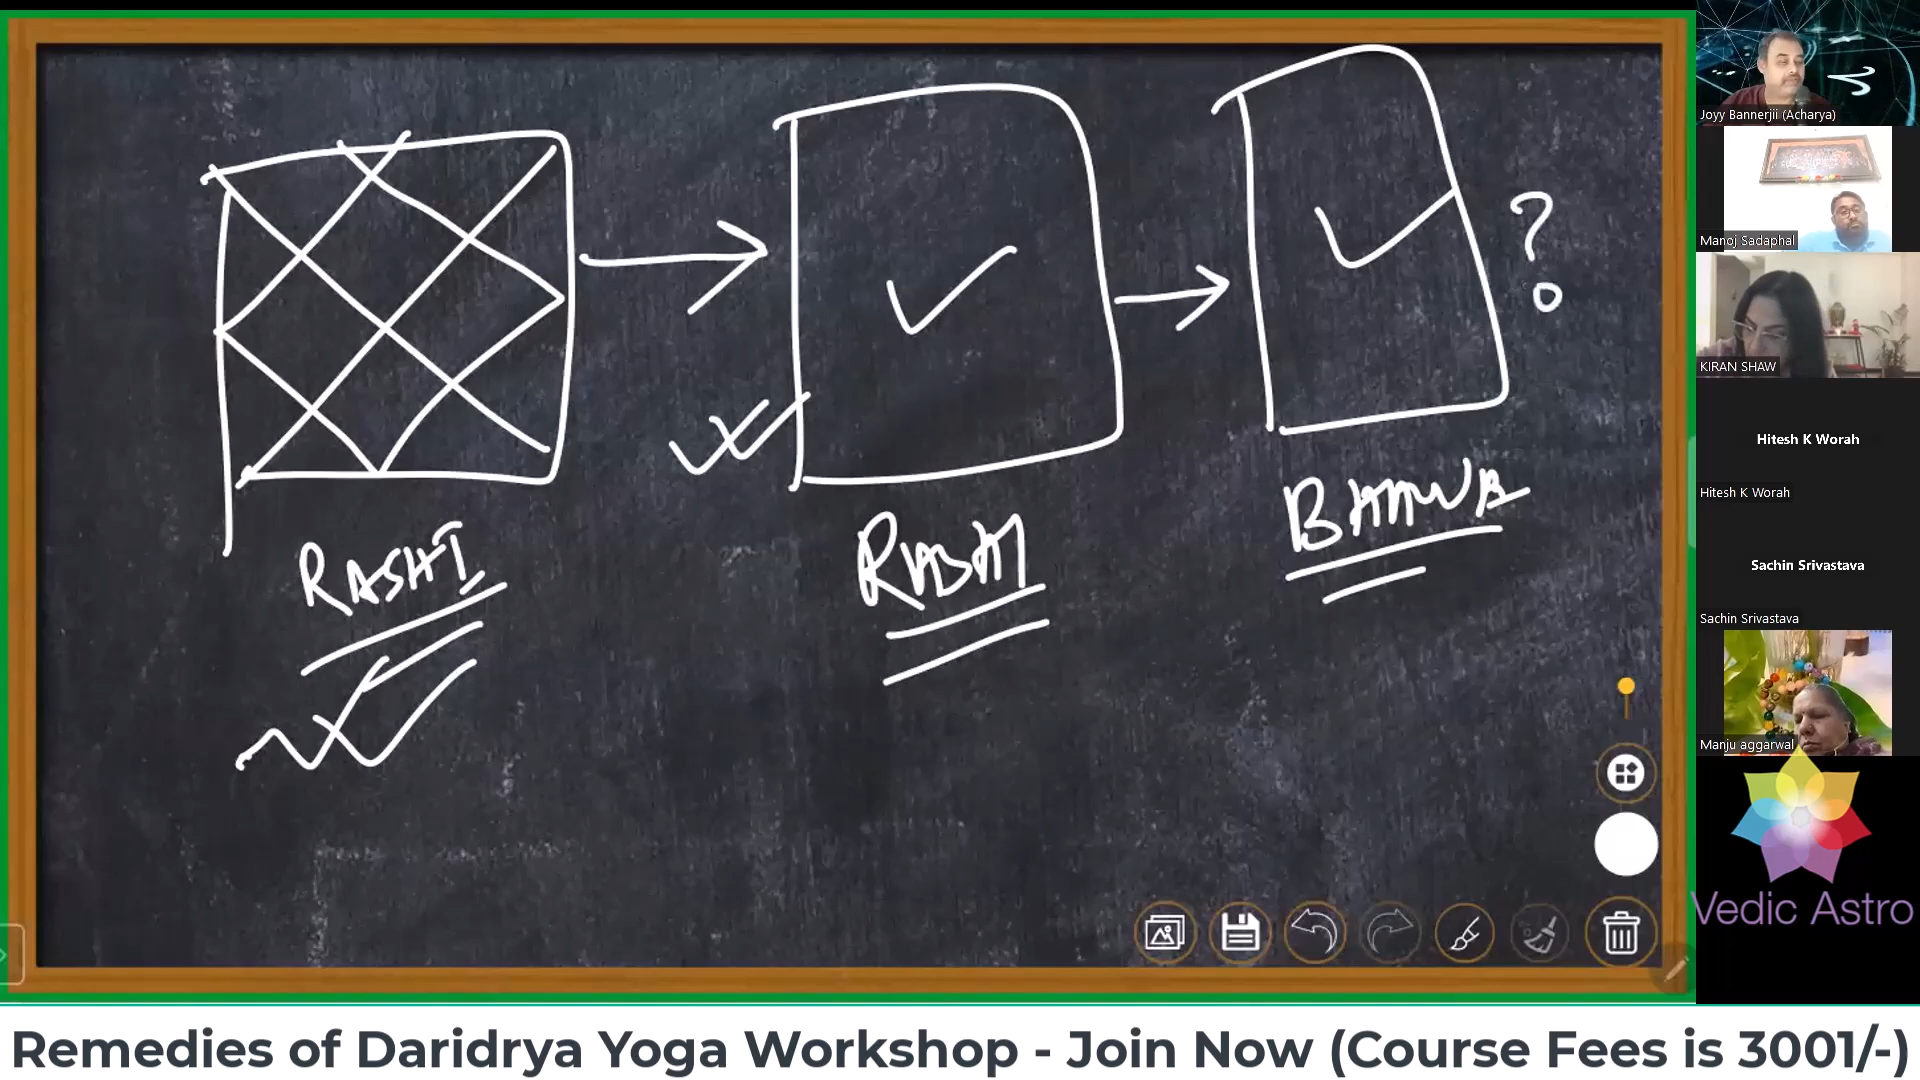 RASHI
RASHI
BHAVA
?
Joyy Bannerjii (Acharya)
Manoj Sadaphal
KIRAN SHAW
Hitesh K Worah
Hitesh K Worah
Sachin Srivastava
Sachin Srivastava
Manju aggarwal
Vedic Astro
Remedies of Daridrya Yoga Workshop - Join Now (Course Fees is 3001/-)